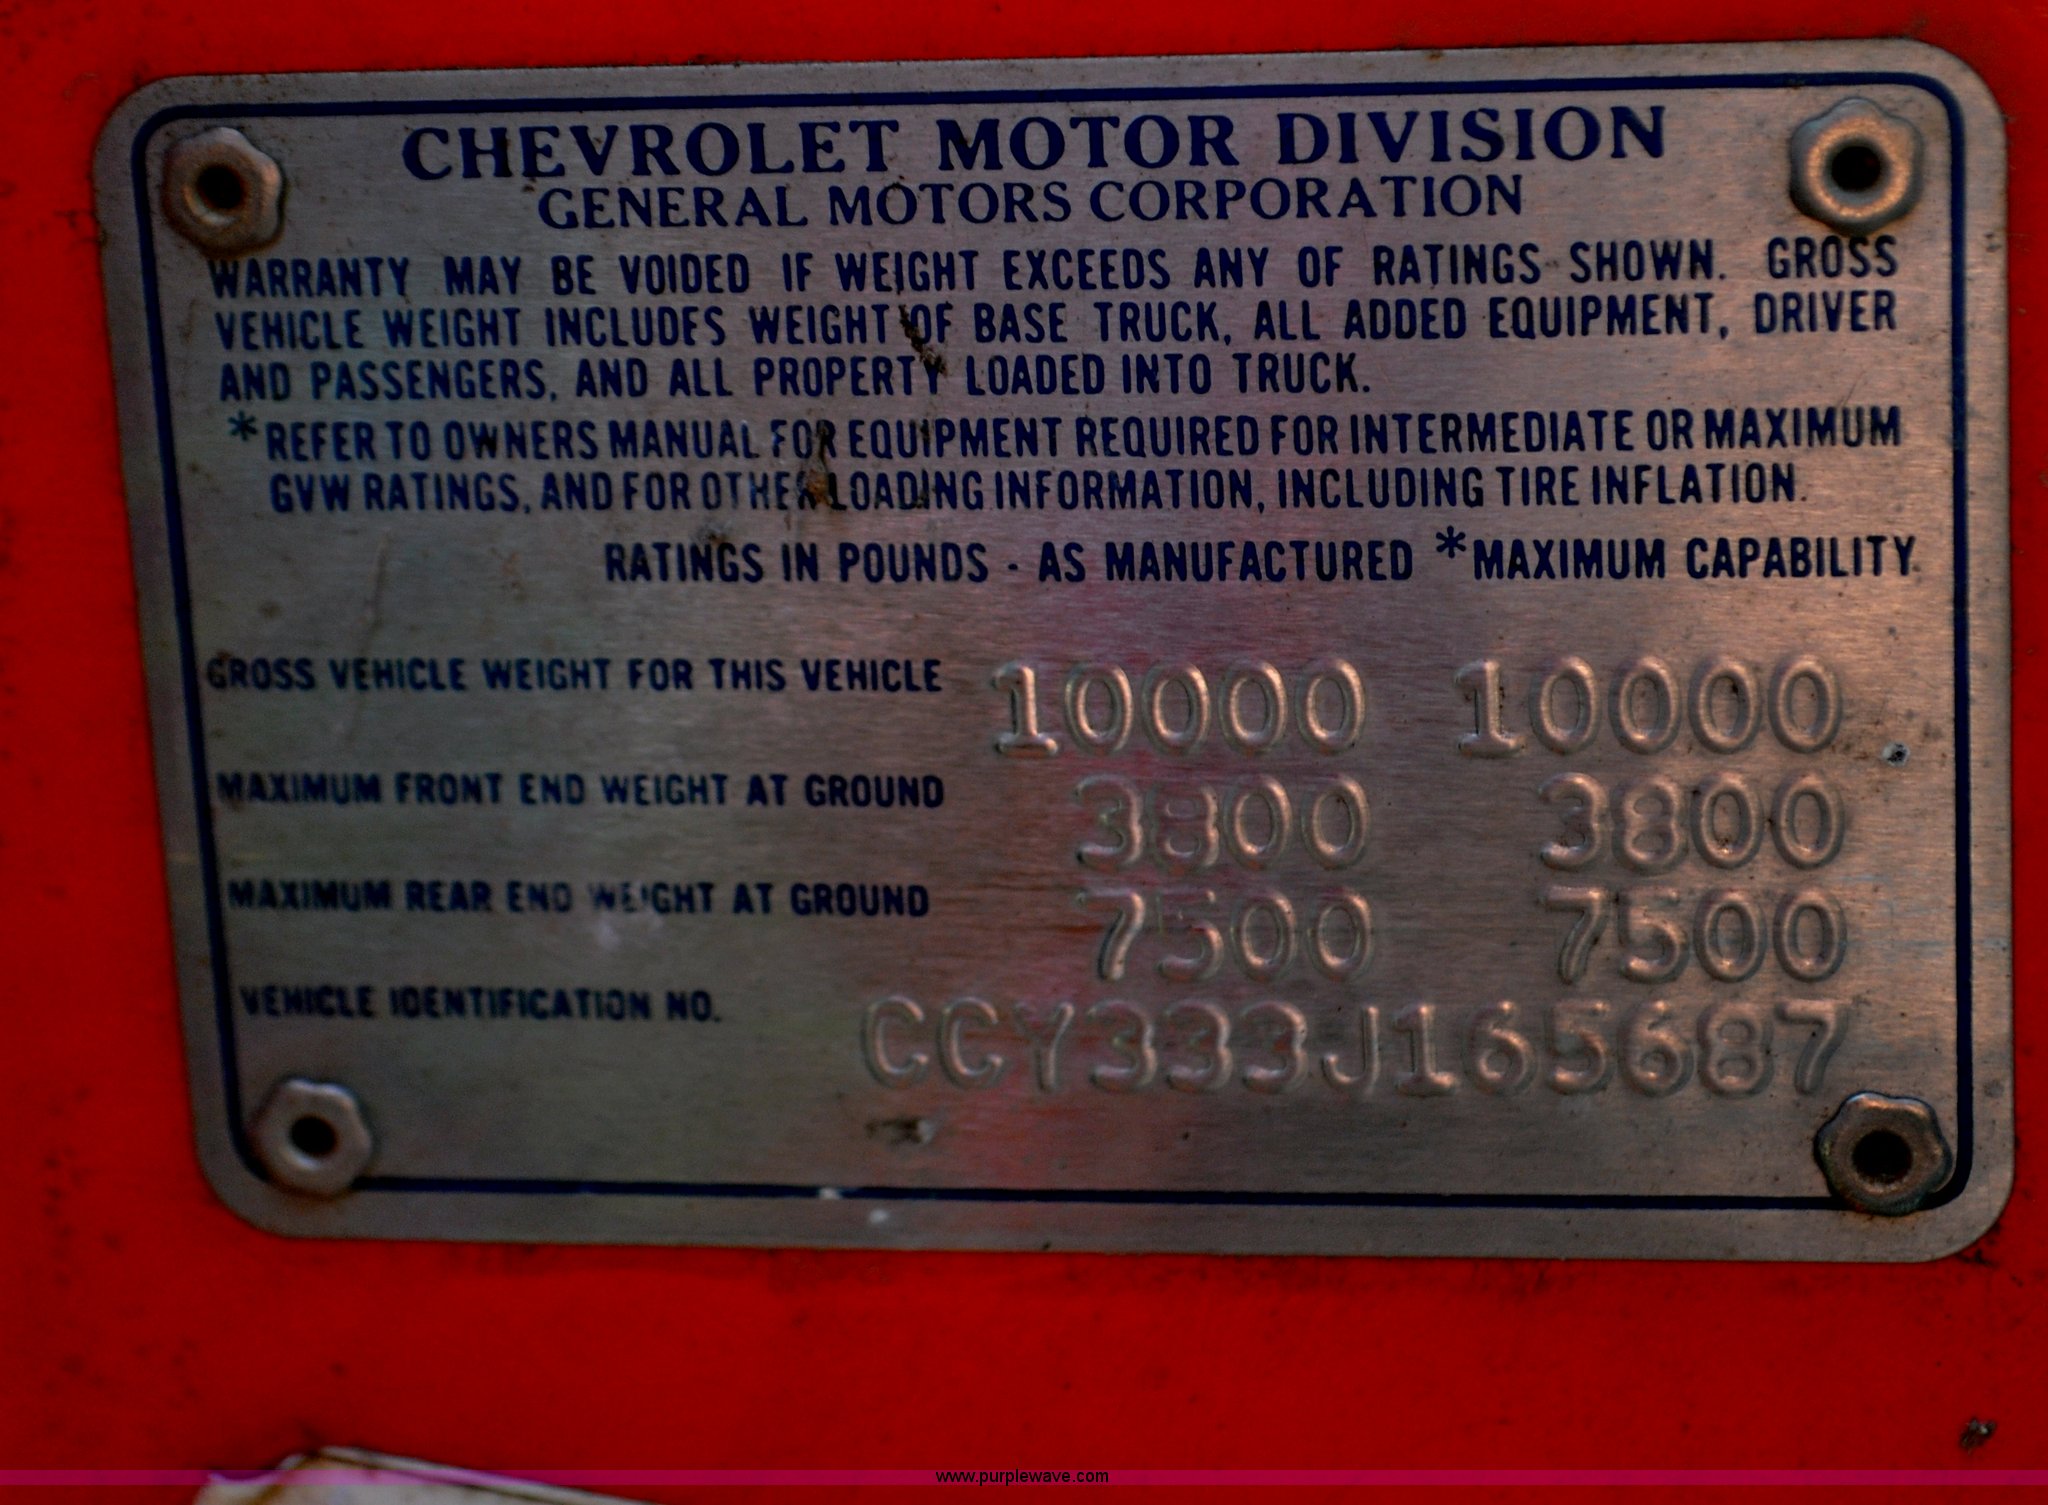 CHEVROLET MOTOR DIVISION
GENERAL MOTORS CORPORATION
WARRANTY MAY BE VOIDED IF WEIGHT EXCEEDS ANY OF RATINGS SHOWN. GROSS
VEHICLE WEIGHT INCLUDES WEIGHT OF BASE TRUCK, ALL ADDED EQUIPMENT, DRIVER
AND PASSENGERS, AND ALL PROPERTY LOADED INTO TRUCK.
*REFER TO OWNERS MANUAL FOR EQUIPMENT REQUIRED FOR INTERMEDIATE OR MAXIMUM
GVW RATINGS, AND FOR OTHER LOADING INFORMATION, INCLUDING TIRE INFLATION.
RATINGS IN POUNDS - AS MANUFACTURED *MAXIMUM CAPABILITY.
GROSS VEHICLE WEIGHT FOR THIS VEHICLE 10000 10000
MAXIMUM FRONT END WEIGHT AT GROUND 3800 3800
MAXIMUM REAR END WEIGHT AT GROUND 7500 7500
VEHICLE IDENTIFICATION NO. CCY333J165687
www.purplewave.com